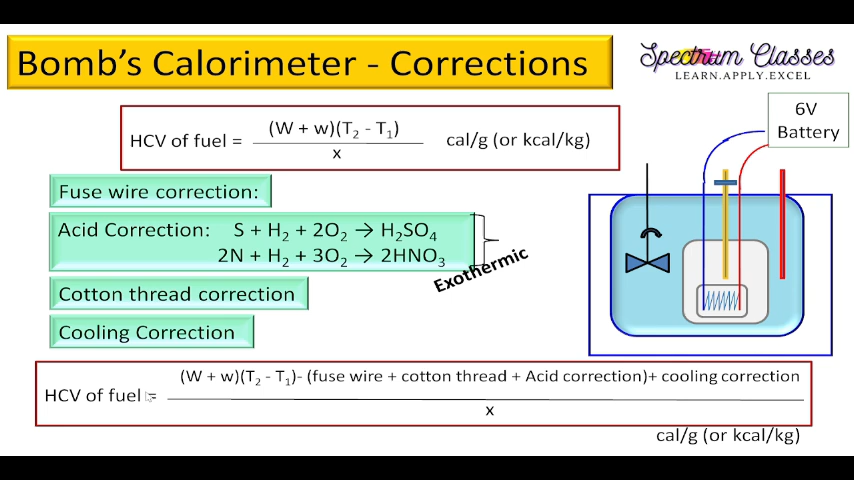 Bomb's Calorimeter - Corrections
Spectrum Classes
LEARN.APPLY.EXCEL
6V
Battery
HCV of fuel = (W + w)(T₂ - T₁) cal/g (or kcal/kg)
x
Fuse wire correction:
Acid Correction: S + H₂ + 2O₂ → H₂SO₄
2N + H₂ + 3O₂ → 2HNO₃
Exothermic
Cotton thread correction
Cooling Correction
(W + w)(T₂ - T₁)- (fuse wire + cotton thread + Acid correction)+ cooling correction
HCV of fuel =
x
cal/g (or kcal/kg)